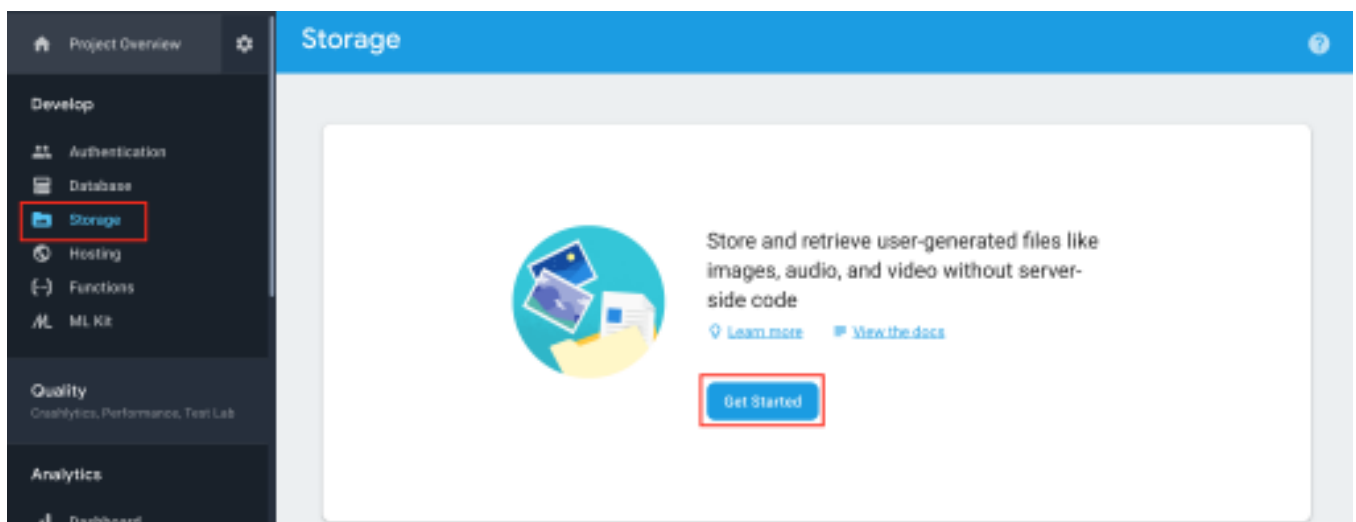 Project Overview
Storage
Develop
Authentication
Database
Storage
Hosting
Functions
ML Kit
Quality
Crashlytics, Performance, Test Lab
Analytics
Dashboard
Store and retrieve user-generated files like
images, audio, and video without server-
side code
Learn more View the docs
Get Started